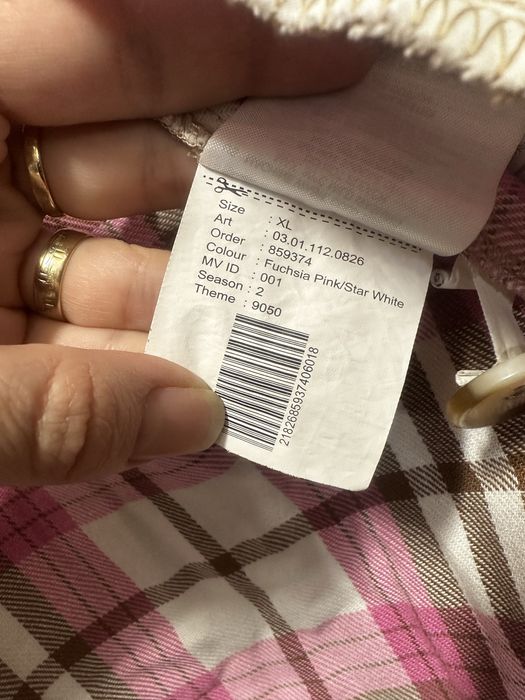 Size : XL
Art : 03.01.112.0826
Order : 859374
Colour : Fuchsia Pink/Star White
MV ID : 001
Season : 2
Theme : 9050
2182685937406018